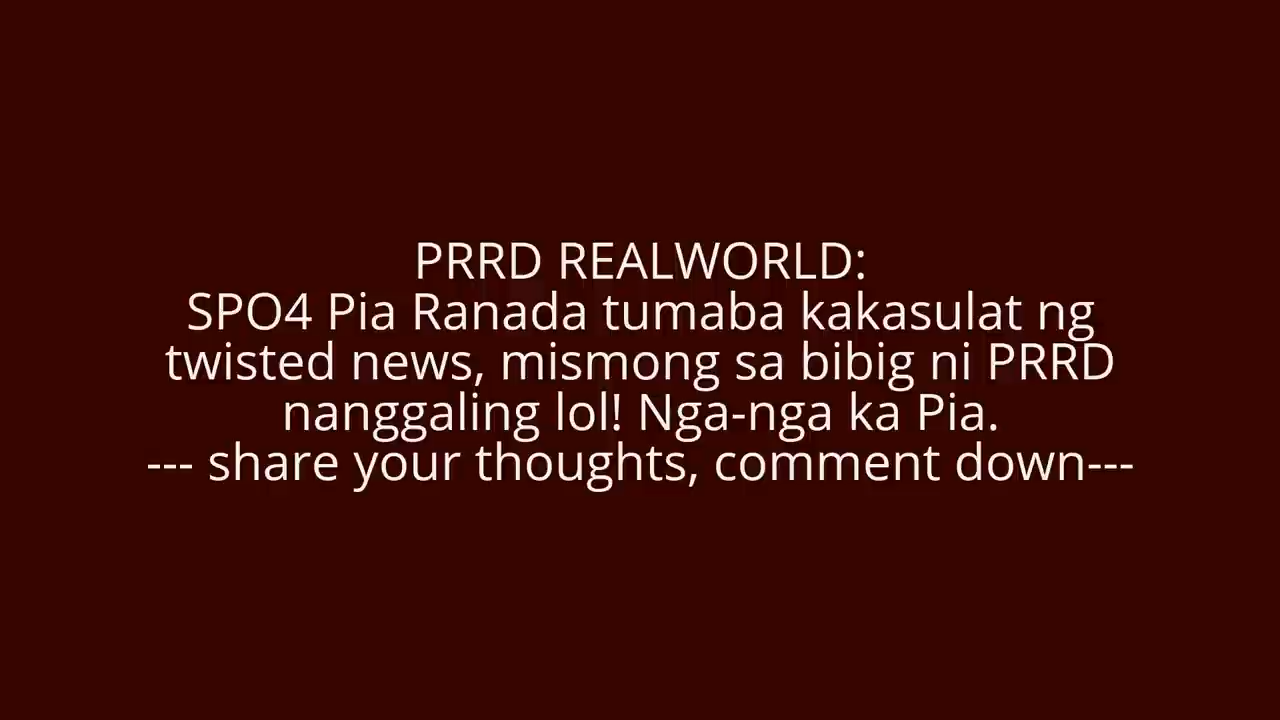 PRRD REALWORLD:
SPO4 Pia Ranada tumaba kakasulat ng
twisted news, mismong sa bibig ni PRRD
nanggaling lol! Nga-nga ka Pia.
--- share your thoughts, comment down---